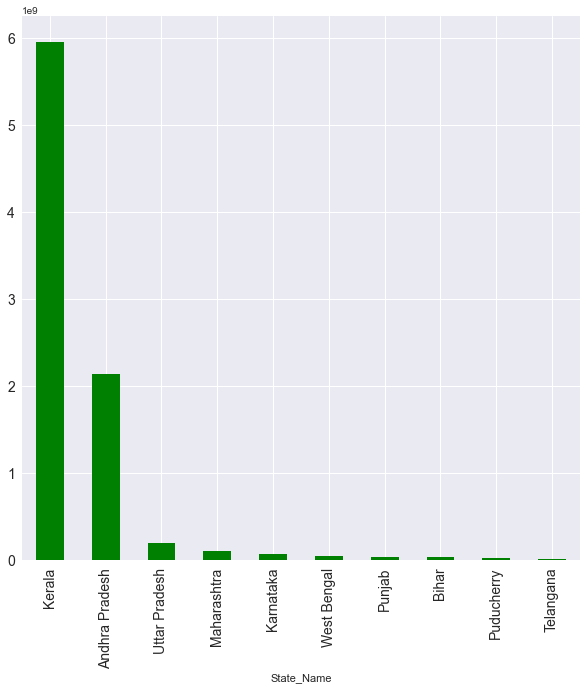 1e9
6
5
4
3
2
1
0
Kerala
Andhra Pradesh
Uttar Pradesh
Maharashtra
Karnataka
West Bengal
Punjab
Bihar
Puducherry
Telangana
State_Name